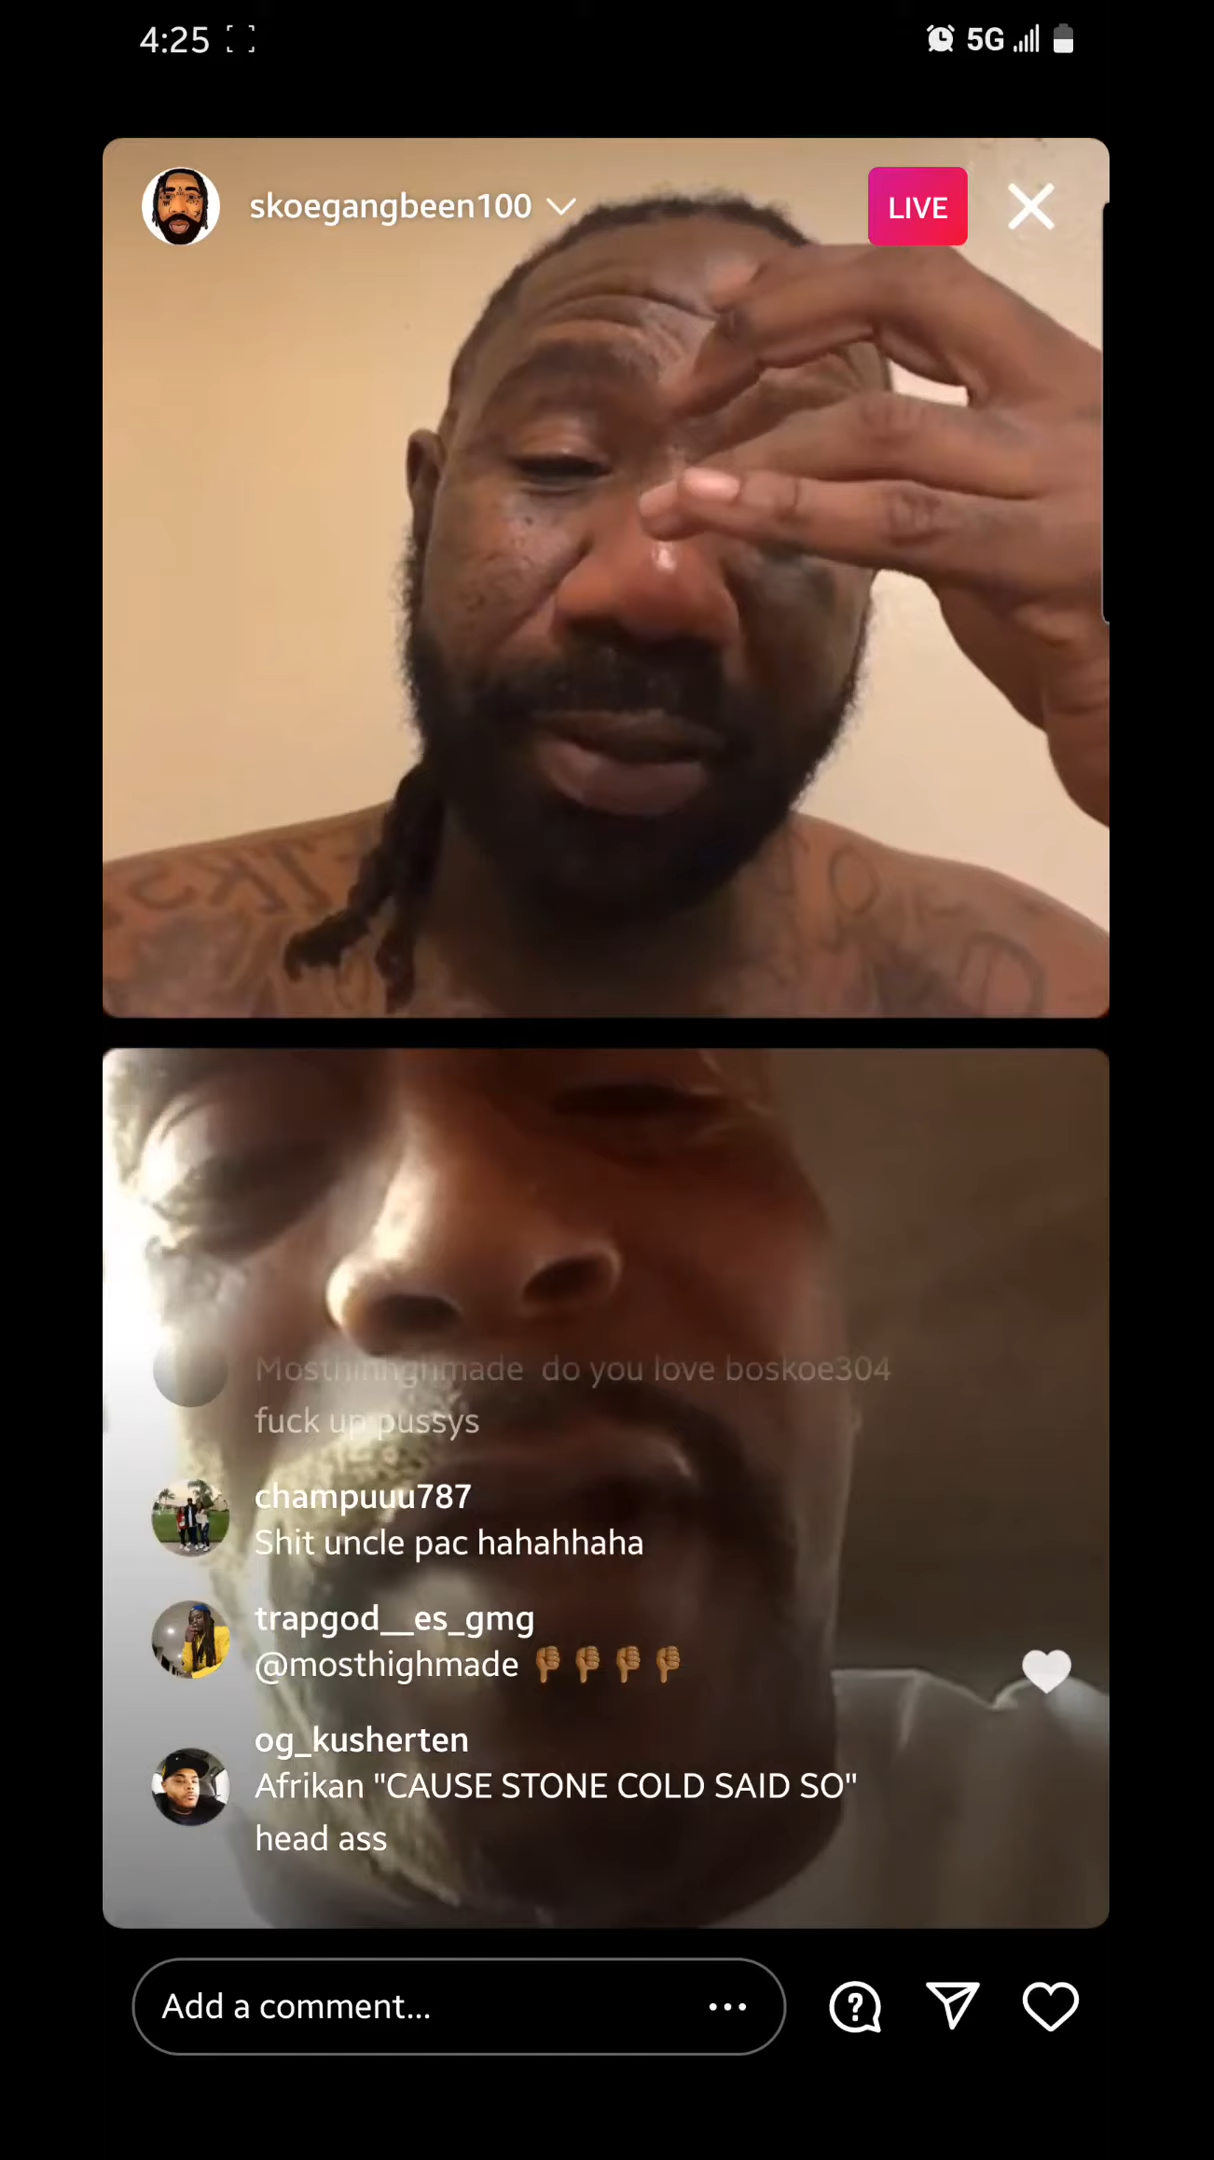 4:25
5G
skoegangbeen100
LIVE
do you love boskoe304
fuck up pussys
champuuu787
Shit uncle pac hahahhaha
trapgod__es_gmg
@mosthighmade 👎🏾👎🏾👎🏾👎🏾
og_kusherten
Afrikan "CAUSE STONE COLD SAID SO"
head ass
Add a comment...